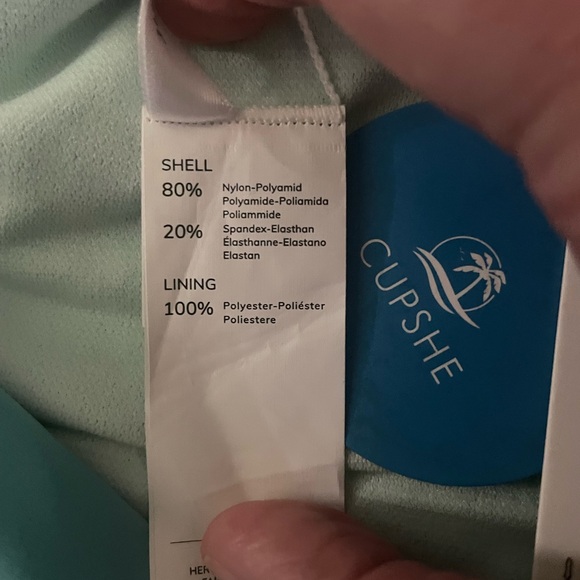 SHELL
80% Nylon-Polyamid
Polyamide-Poliamida
Poliammide
20% Spandex-Elasthan
Élasthanne-Elastano
Elastan
LINING
100% Polyester-Poliéster
Poliestere
CUPSHE